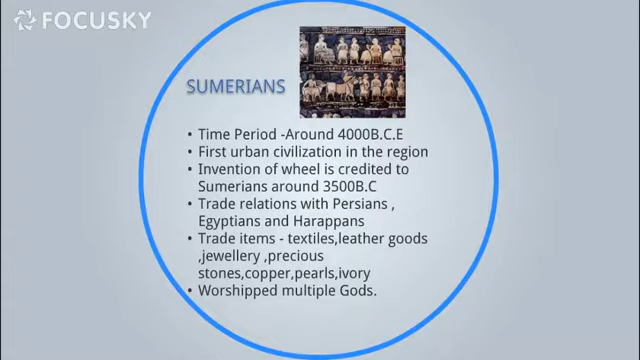 FOCUSKY
SUMERIANS
• Time Period -Around 4000B.C.E
• First urban civilization in the region
• Invention of wheel is credited to
Sumerians around 3500B.C
• Trade relations with Persians ,
Egyptians and Harappans
• Trade items - textiles,leather goods
,jewellery ,precious
stones,copper,pearls,ivory
• Worshipped multiple Gods.